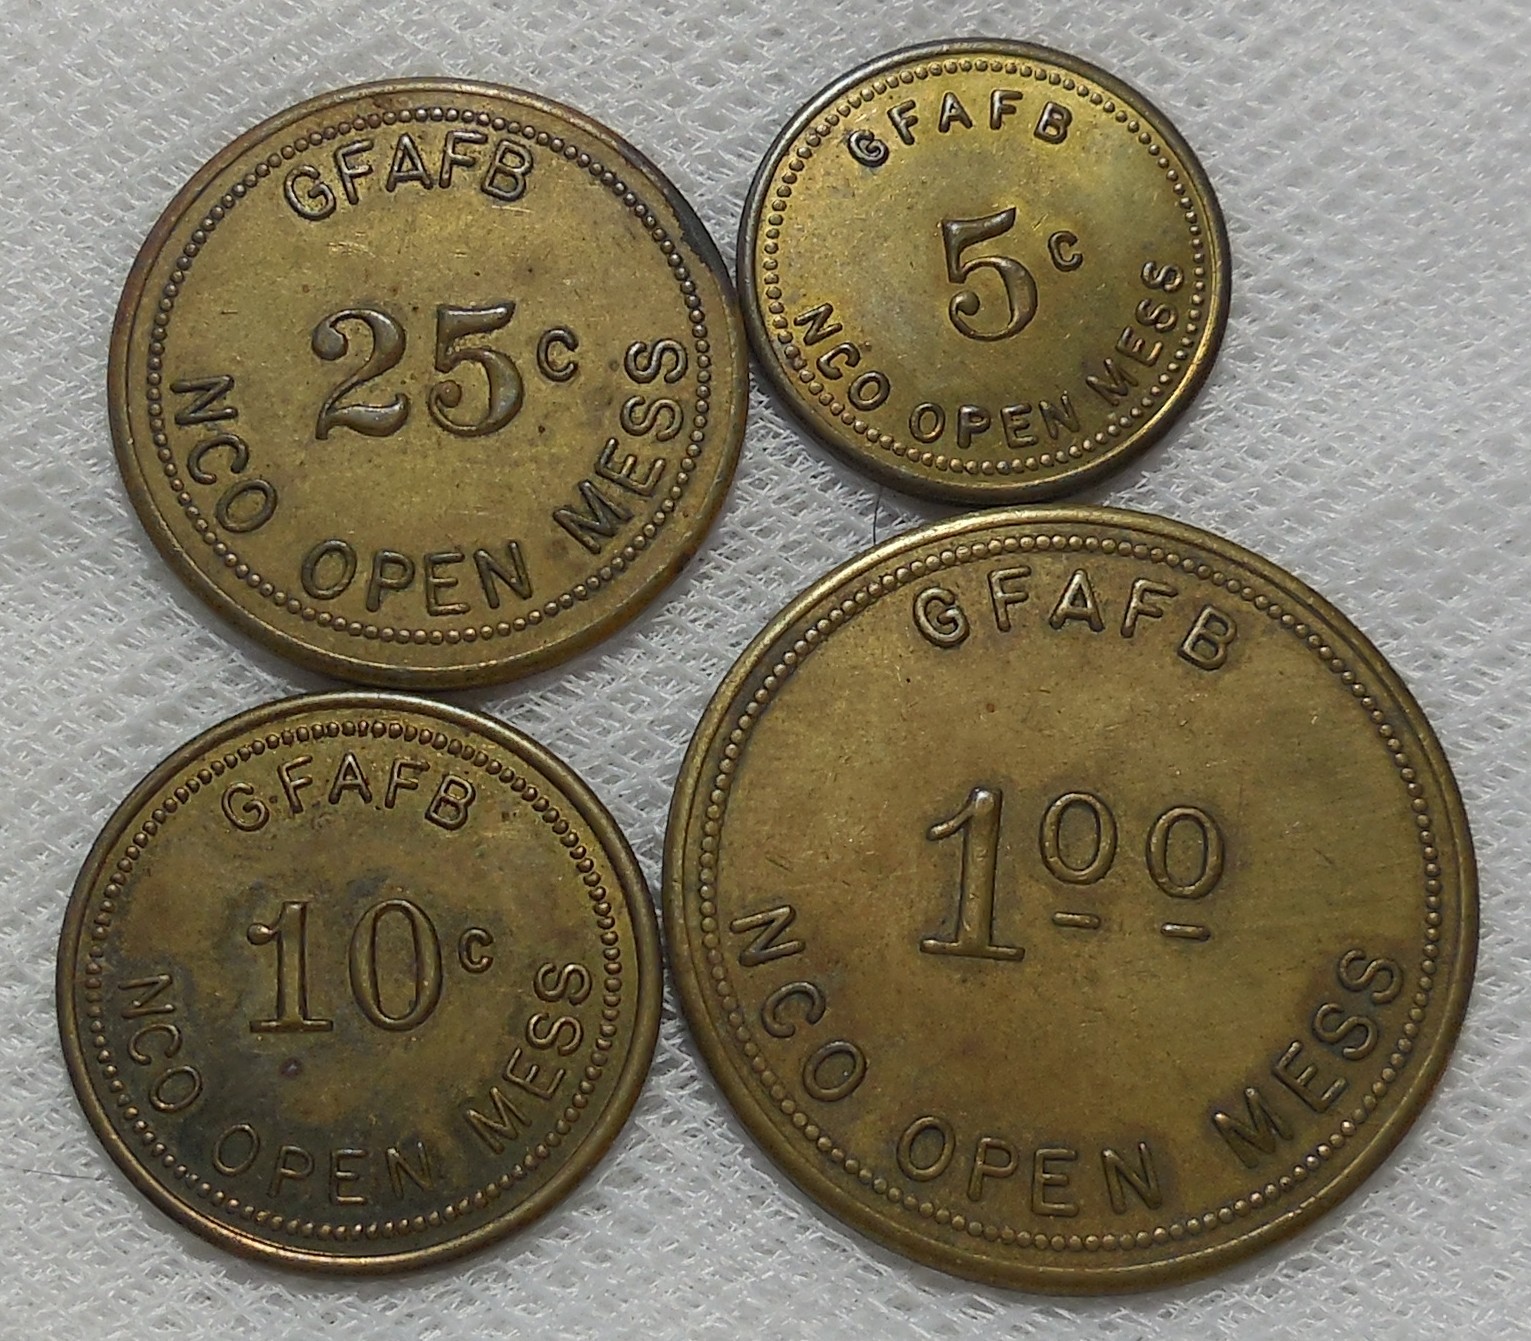 GFAFB
25c
NCO OPEN MESS
GFAFB
5c
NCO OPEN MESS
GFAFB
10c
NCO OPEN MESS
GFAFB
100
NCO OPEN MESS